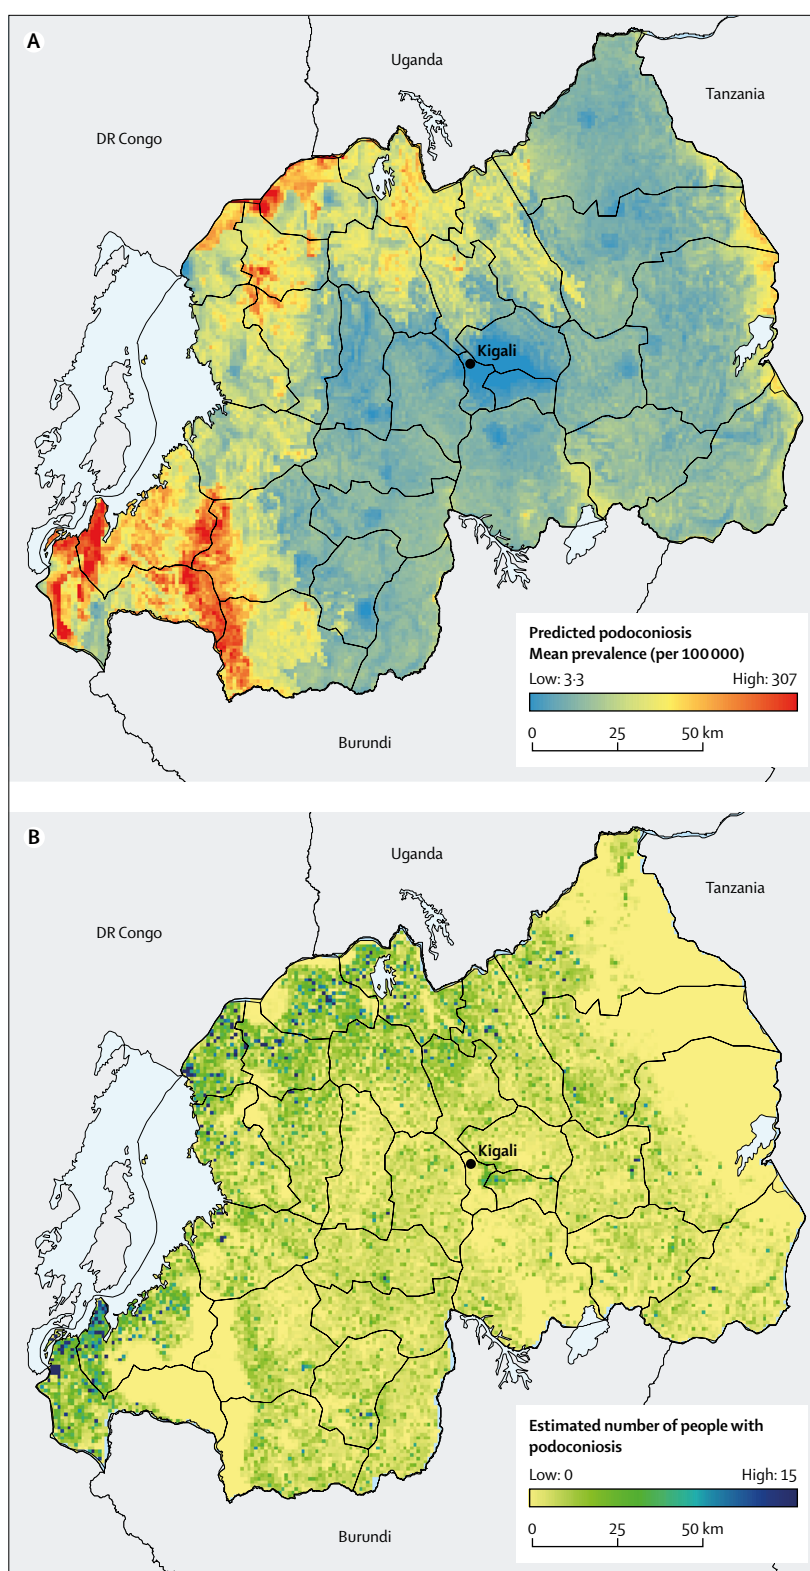 A
Uganda
Tanzania
DR Congo
Kigali
Predicted podoconiosis
Mean prevalence (per 100 000)
Low: 3·3 High: 307
0 25 50 km
Burundi
B
Uganda
Tanzania
DR Congo
Kigali
Estimated number of people with
podoconiosis
Low: 0 High: 15
0 25 50 km
Burundi